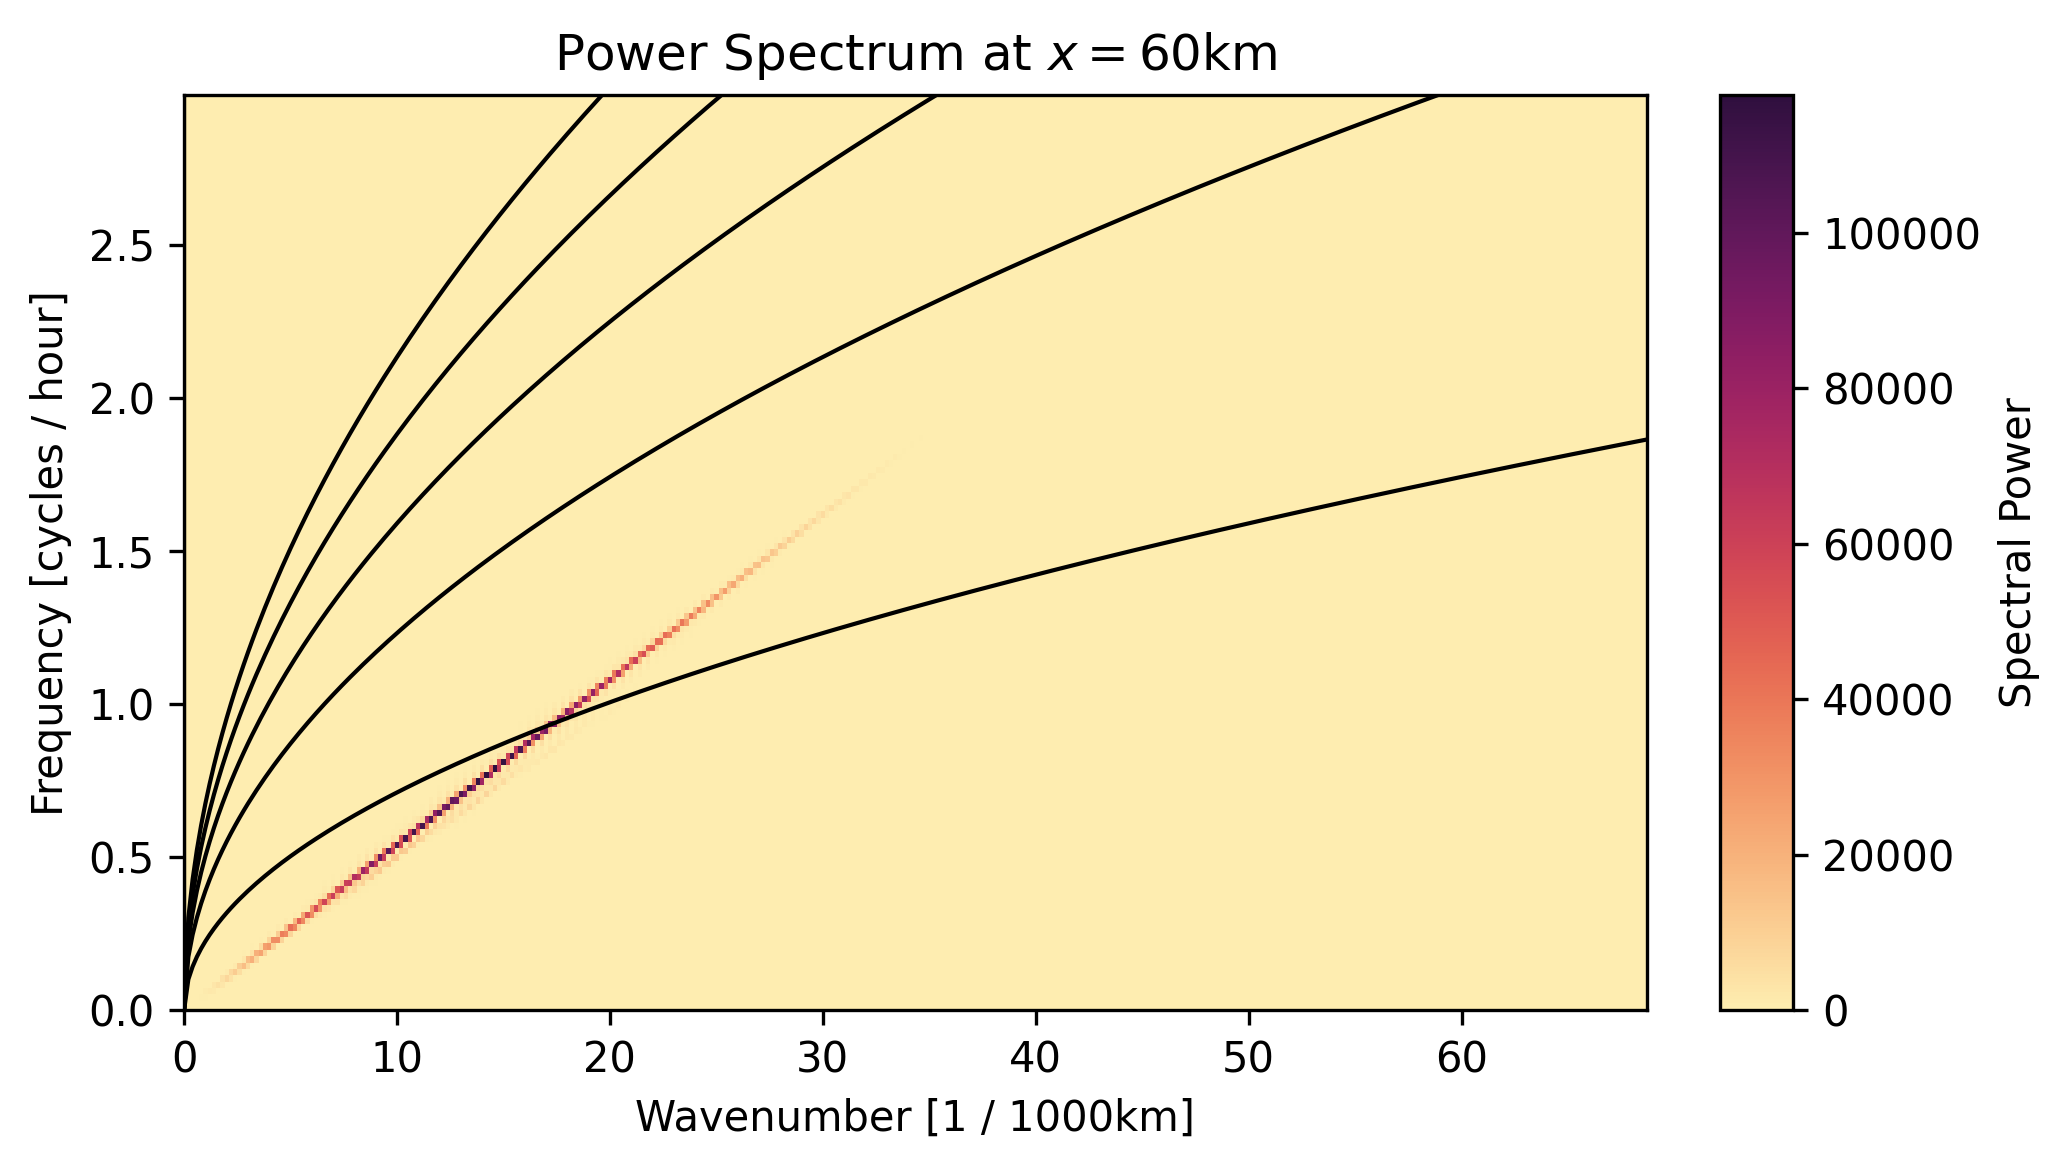 Power Spectrum at x = 60km
Frequency [cycles / hour]
2.5
2.0
1.5
1.0
0.5
0.0
0 10 20 30 40 50 60
Wavenumber [1 / 1000km]
100000
80000
60000
40000
20000
0
Spectral Power